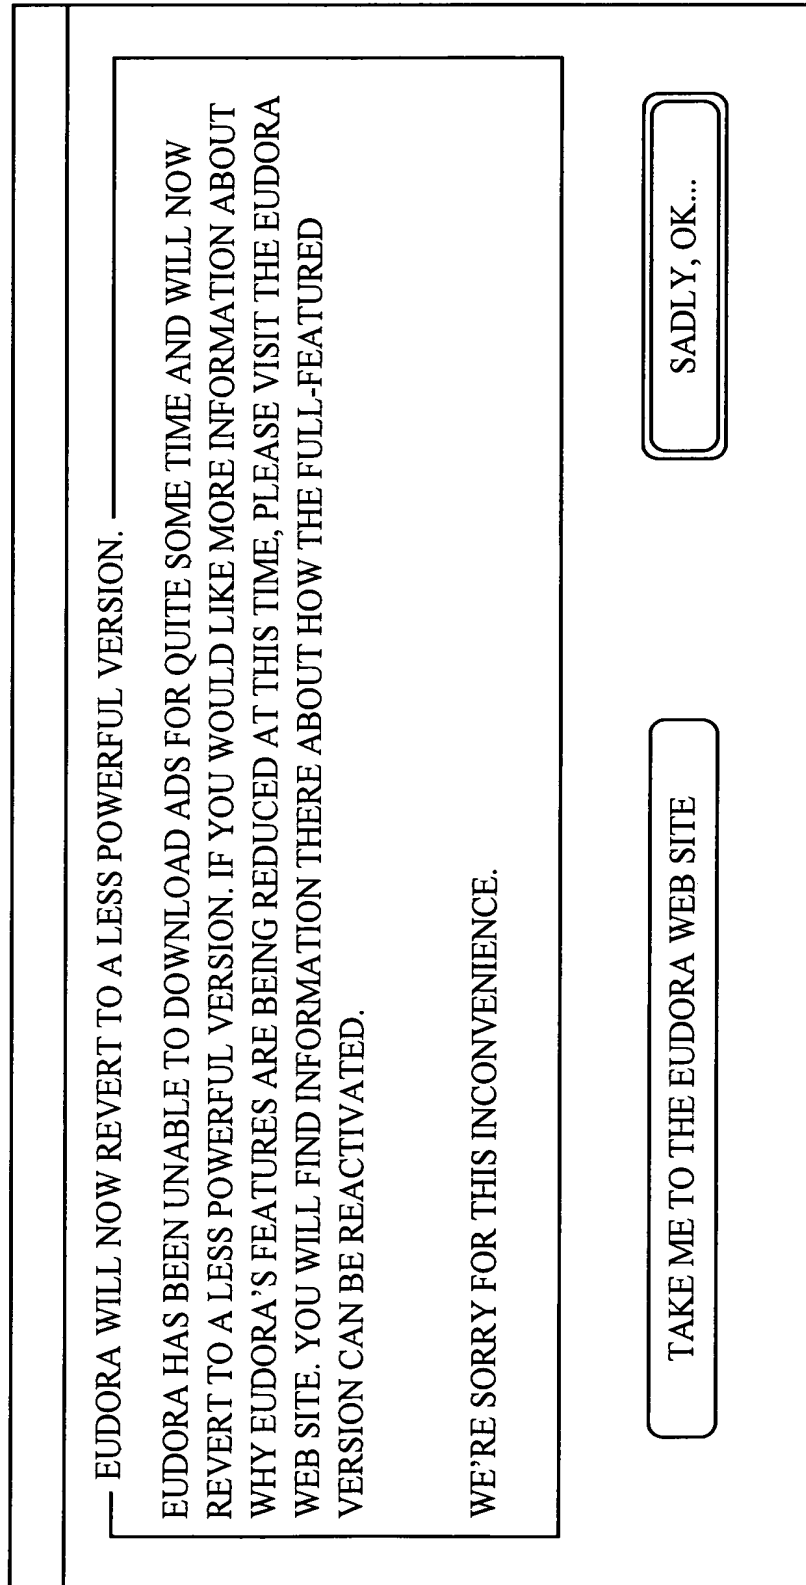 EUDORA WILL NOW REVERT TO A LESS POWERFUL VERSION.
EUDORA HAS BEEN UNABLE TO DOWNLOAD ADS FOR QUITE SOME TIME AND WILL NOW
REVERT TO A LESS POWERFUL VERSION. IF YOU WOULD LIKE MORE INFORMATION ABOUT
WHY EUDORA'S FEATURES ARE BEING REDUCED AT THIS TIME, PLEASE VISIT THE EUDORA
WEB SITE. YOU WILL FIND INFORMATION THERE ABOUT HOW THE FULL-FEATURED
VERSION CAN BE REACTIVATED.
WE'RE SORRY FOR THIS INCONVENIENCE.
TAKE ME TO THE EUDORA WEB SITE
SADLY, OK...